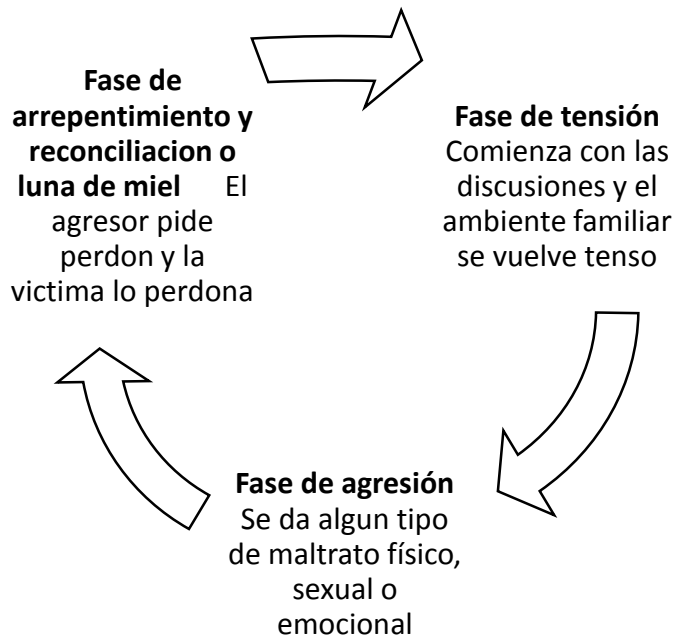 Fase de
arrepentimiento y
reconciliacion o
luna de miel El
agresor pide
perdon y la
victima lo perdona
Fase de tensión
Comienza con las
discusiones y el
ambiente familiar
se vuelve tenso
Fase de agresión
Se da algun tipo
de maltrato físico,
sexual o
emocional